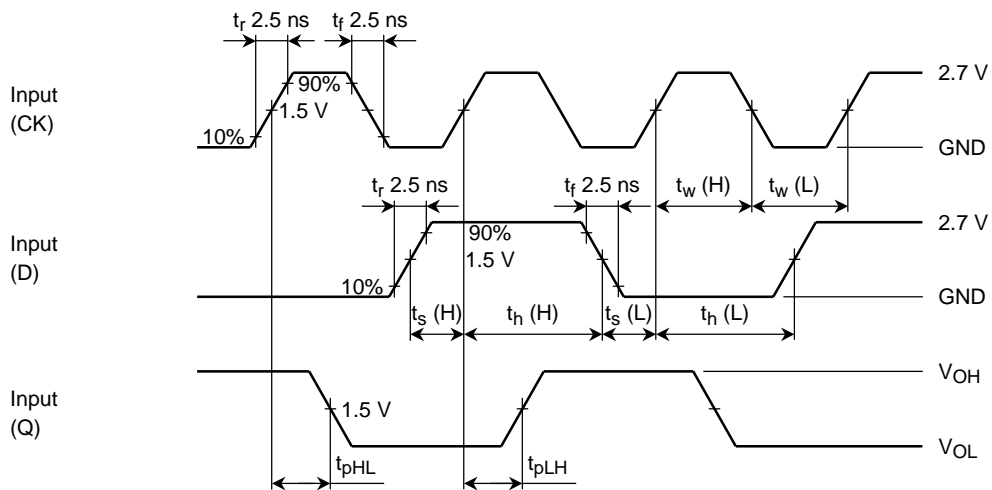 tr 2.5 ns
tf 2.5 ns
Input
(CK)
90%
1.5 V
10%
2.7 V
GND
tr 2.5 ns
tf 2.5 ns
tw (H)
tw (L)
Input
(D)
90%
1.5 V
10%
2.7 V
GND
ts (H)
th (H)
ts (L)
th (L)
Input
(Q)
1.5 V
VOH
VOL
tpHL
tpLH